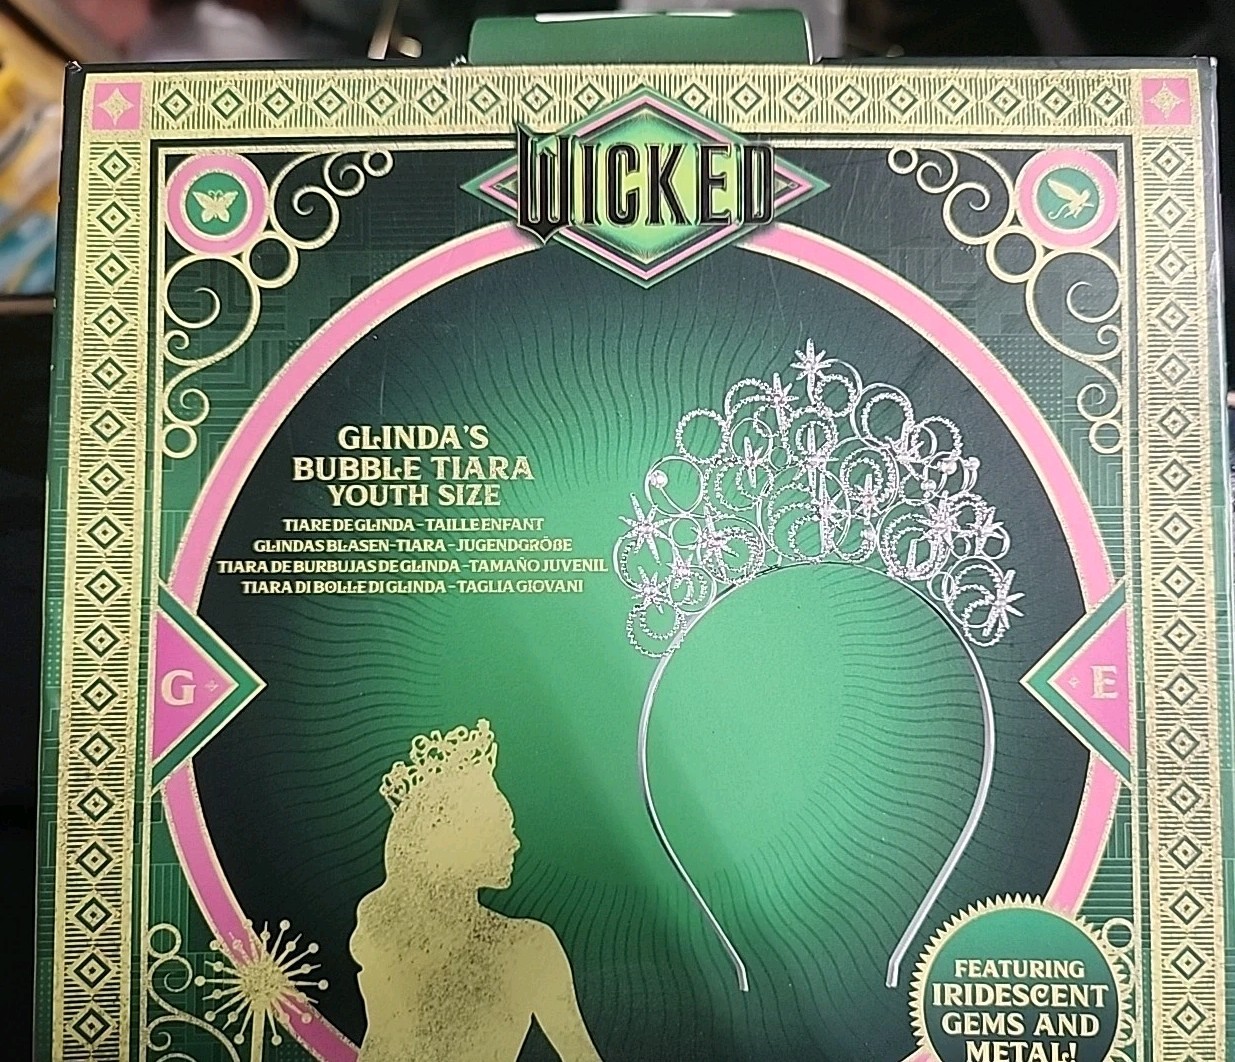 WICKED
GLINDA'S
BUBBLE TIARA
YOUTH SIZE
TIARE DE GLINDA – TAILLE ENFANT
GLINDAS BLASEN-TIARA – JUGENDGRÖßE
TIARA DE BURBUJAS DE GLINDA – TAMAÑO JUVENIL
TIARA DI BOLLE DI GLINDA – TAGLIA GIOVANI
G
E
FEATURING
IRIDESCENT
GEMS AND
METAL!